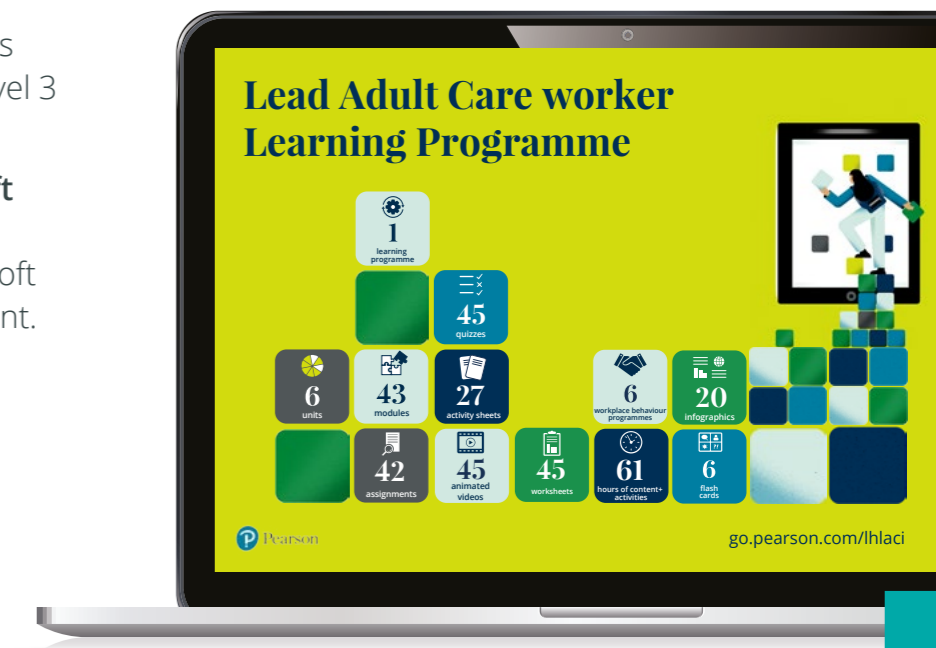 s
vel 3
ft
oft
nt.
Lead Adult Care worker
Learning Programme
1
learning
programme
45
quizzes
6
units
43
modules
27
activity sheets
6
workplace behaviour
programmes
20
infographics
42
assignments
45
animated
videos
45
worksheets
61
hours of content+
activities
6
flash
cards
P Pearson
go.pearson.com/lhlaci